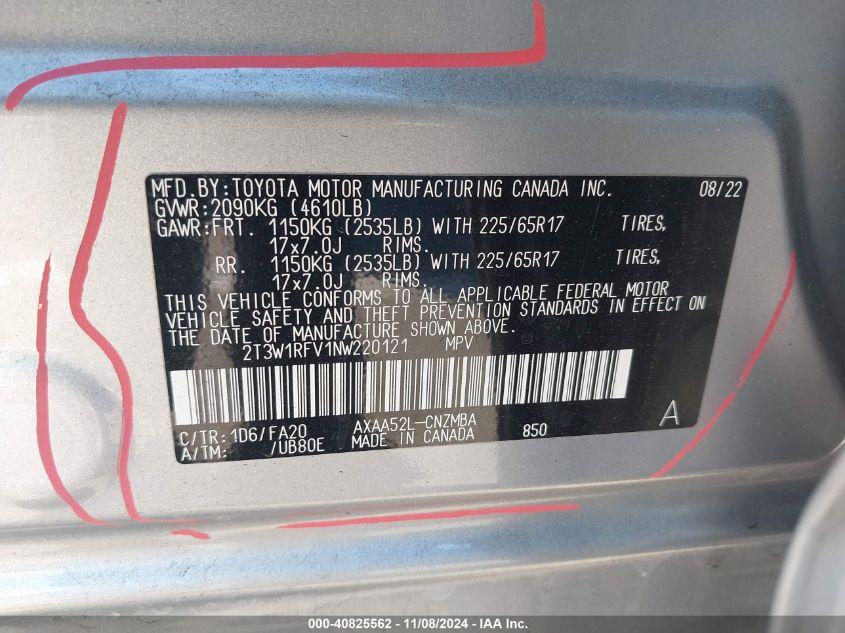 MFD.BY:TOYOTA MOTOR MANUFACTURING CANADA INC. 08/22
GVWR:2090KG (4610LB)
GAWR:FRT. 1150KG (2535LB) WITH 225/65R17 TIRES,
17x7.0J RIMS.
RR. 1150KG (2535LB) WITH 225/65R17 TIRES,
17x7.0J RIMS.
THIS VEHICLE CONFORMS TO ALL APPLICABLE FEDERAL MOTOR
VEHICLE SAFETY AND THEFT PREVENTION STANDARDS IN EFFECT ON
THE DATE OF MANUFACTURE SHOWN ABOVE.
2T3W1RFV1NW220121 MPV
C/TR:1D6/FA20 AXAA52L-CNZMBA
A/TM: /UB80E MADE IN CANADA 850 A
000-40825562 - 11/08/2024 - IAA Inc.